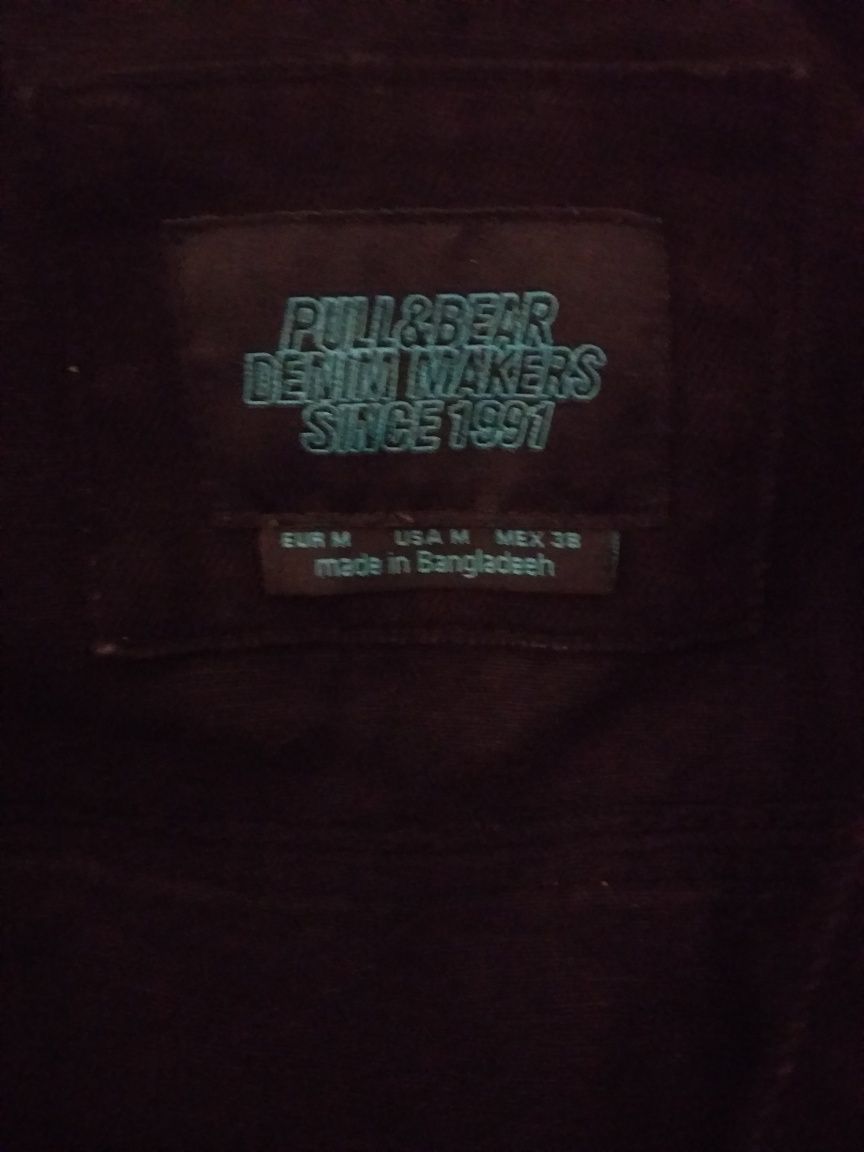 PULL&BEAR
DENIM MAKERS
SINCE 1991
EUR M USA M MEX 38
made in Bangladesh